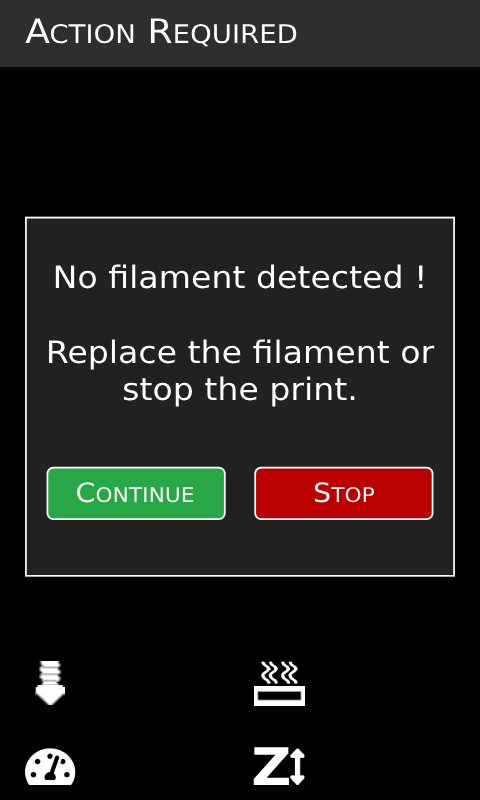 Action Required
No filament detected !
Replace the filament or
stop the print.
Continue
Stop
Z